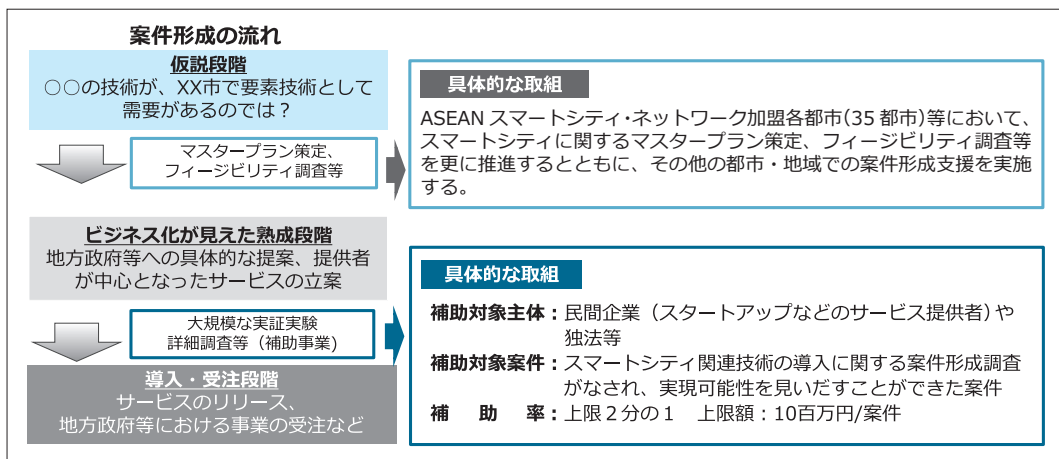 案件形成の流れ
仮説段階
○○の技術が、XX市で要素技術として
需要があるのでは？
マスタープラン策定、
フィージビリティ調査等
具体的な取組
ASEAN スマートシティ・ネットワーク加盟各都市（35 都市）等において、
スマートシティに関するマスタープラン策定、フィージビリティ調査等
を更に推進するとともに、その他の都市・地域での案件形成支援を実施
する。
ビジネス化が見えた熟成段階
地方政府等への具体的な提案、提供者
が中心となったサービスの立案
大規模な実証実験
詳細調査等（補助事業)
導入・受注段階
サービスのリリース、
地方政府等における事業の受注など
具体的な取組
補助対象主体：民間企業（スタートアップなどのサービス提供者）や
独法等
補助対象案件：スマートシティ関連技術の導入に関する案件形成調査
がなされ、実現可能性を見いだすことができた案件
補　助　率：上限２分の１　上限額：10百万円/案件